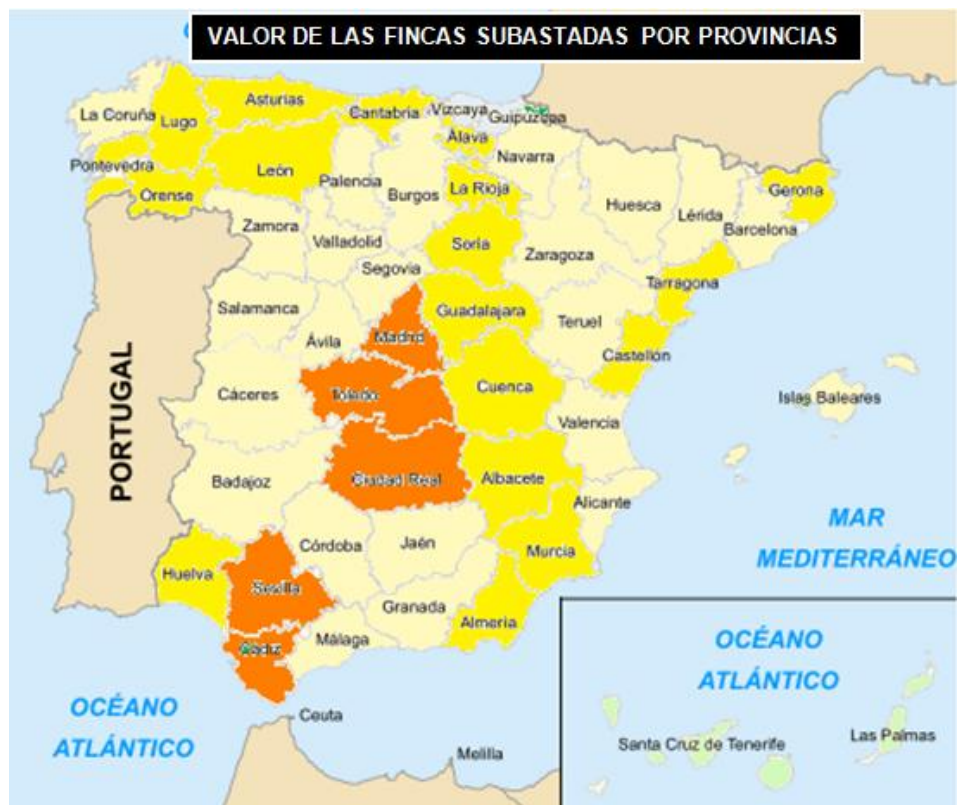 VALOR DE LAS FINCAS SUBASTADAS POR PROVINCIAS
La Coruña
Lugo
Asturias
Cantabria
Vizcaya
Guipúzcoa
Álava
Navarra
Pontevedra
Orense
León
Palencia
Burgos
La Rioja
Huesca
Lérida
Gerona
Barcelona
Zamora
Valladolid
Soria
Zaragoza
Segovia
Tarragona
Salamanca
Ávila
Madrid
Guadalajara
Teruel
Castellón
PORTUGAL
Cáceres
Toledo
Cuenca
Valencia
Islas Baleares
Badajoz
Ciudad Real
Albacete
Alicante
MAR
MEDITERRÁNEO
Huelva
Sevilla
Córdoba
Jaén
Murcia
Granada
Almería
Málaga
Cádiz
OCÉANO
ATLÁNTICO
Ceuta
Melilla
OCÉANO
ATLÁNTICO
Santa Cruz de Tenerife
Las Palmas